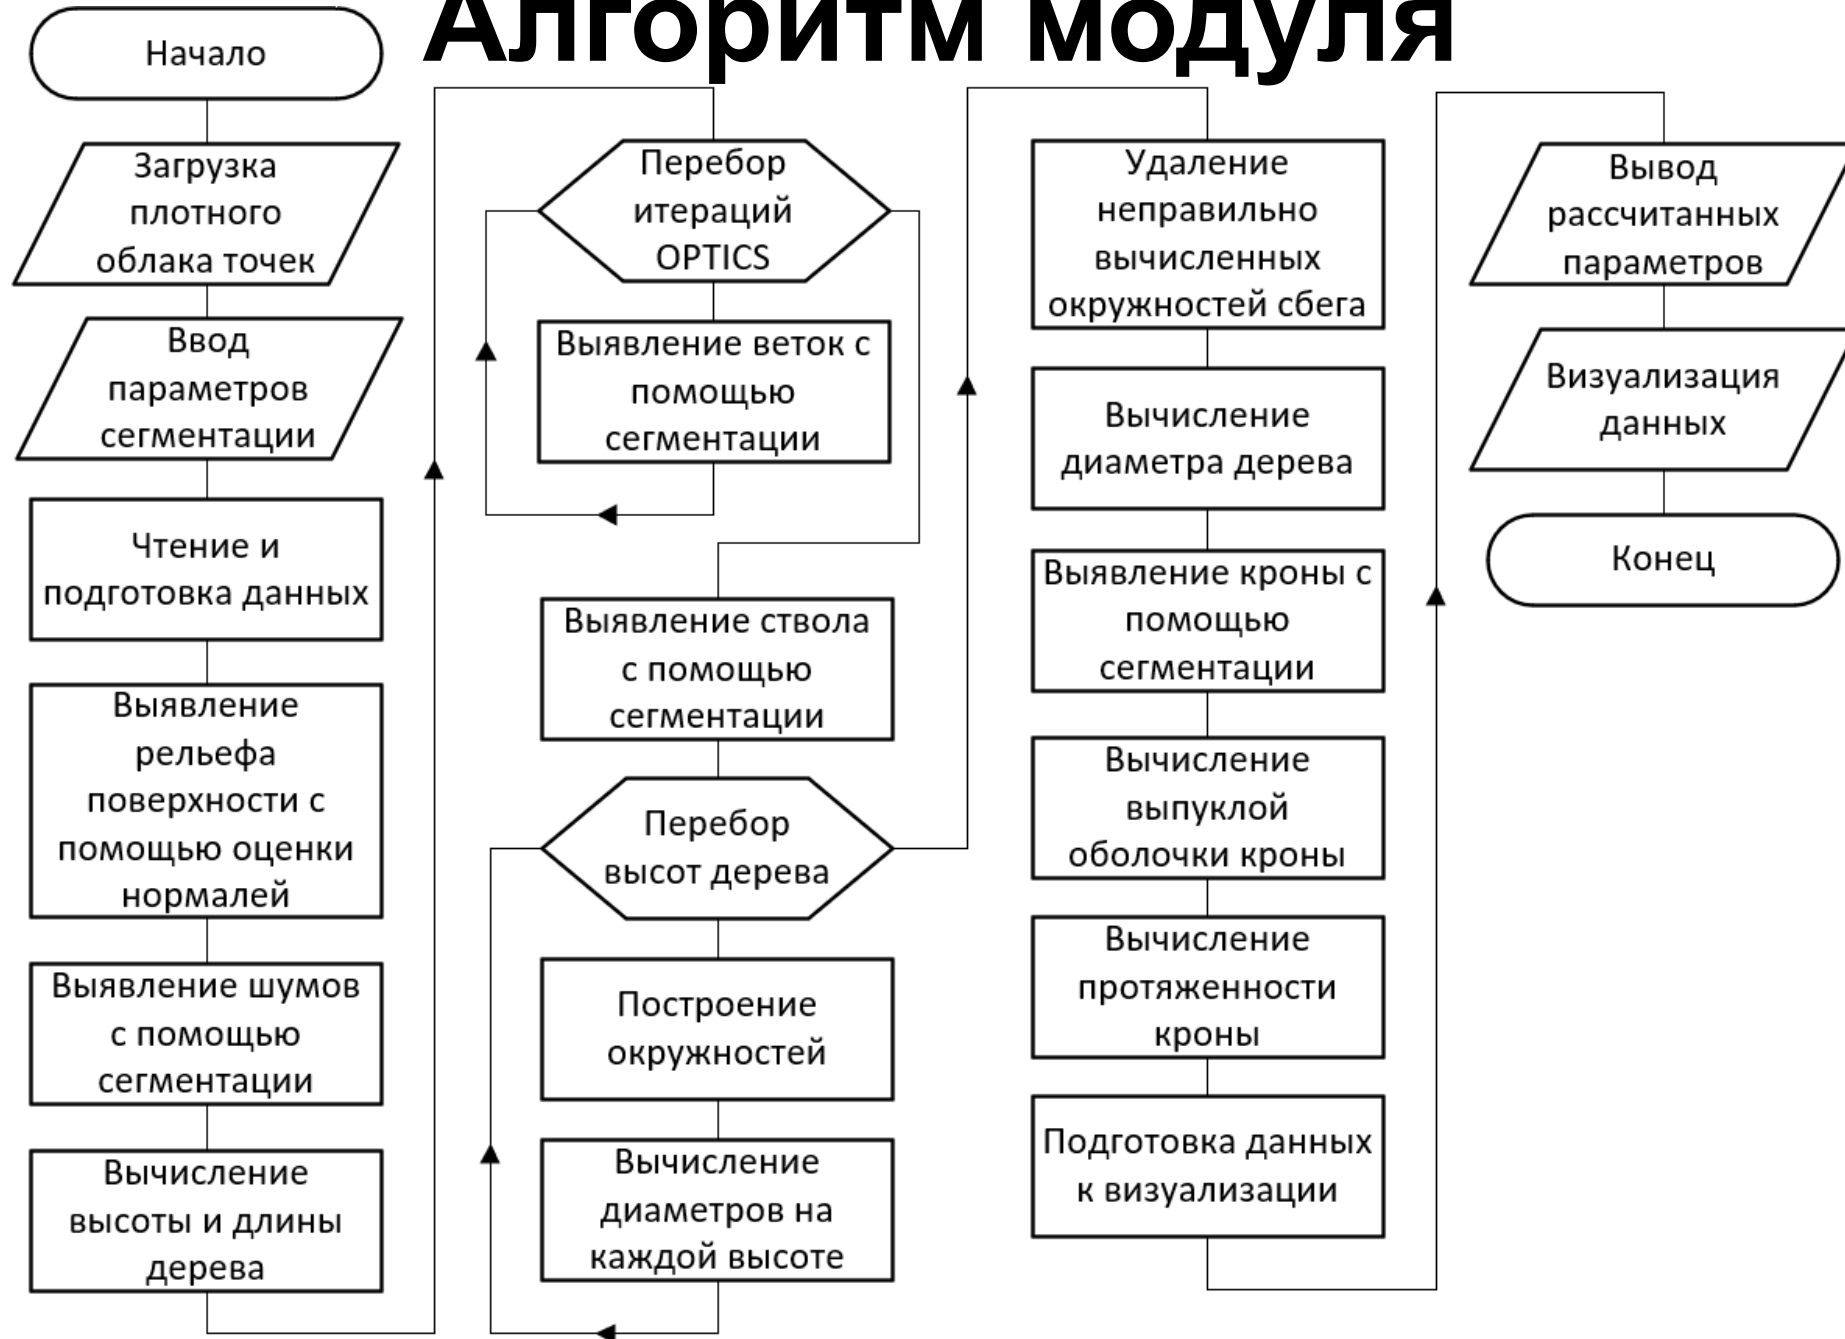 Алгоритм модуля
Начало
Загрузка
плотного
облака точек
Ввод
параметров
сегментации
Чтение и
подготовка данных
Выявление
рельефа
поверхности с
помощью оценки
нормалей
Выявление шумов
с помощью
сегментации
Вычисление
высоты и длины
дерева
Перебор
итераций
OPTICS
Выявление веток с
помощью
сегментации
Выявление ствола
с помощью
сегментации
Перебор
высот дерева
Построение
окружностей
Вычисление
диаметров на
каждой высоте
Удаление
неправильно
вычисленных
окружностей сбега
Вычисление
диаметра дерева
Выявление кроны с
помощью
сегментации
Вычисление
выпуклой
оболочки кроны
Вычисление
протяженности
кроны
Подготовка данных
к визуализации
Вывод
рассчитанных
параметров
Визуализация
данных
Конец